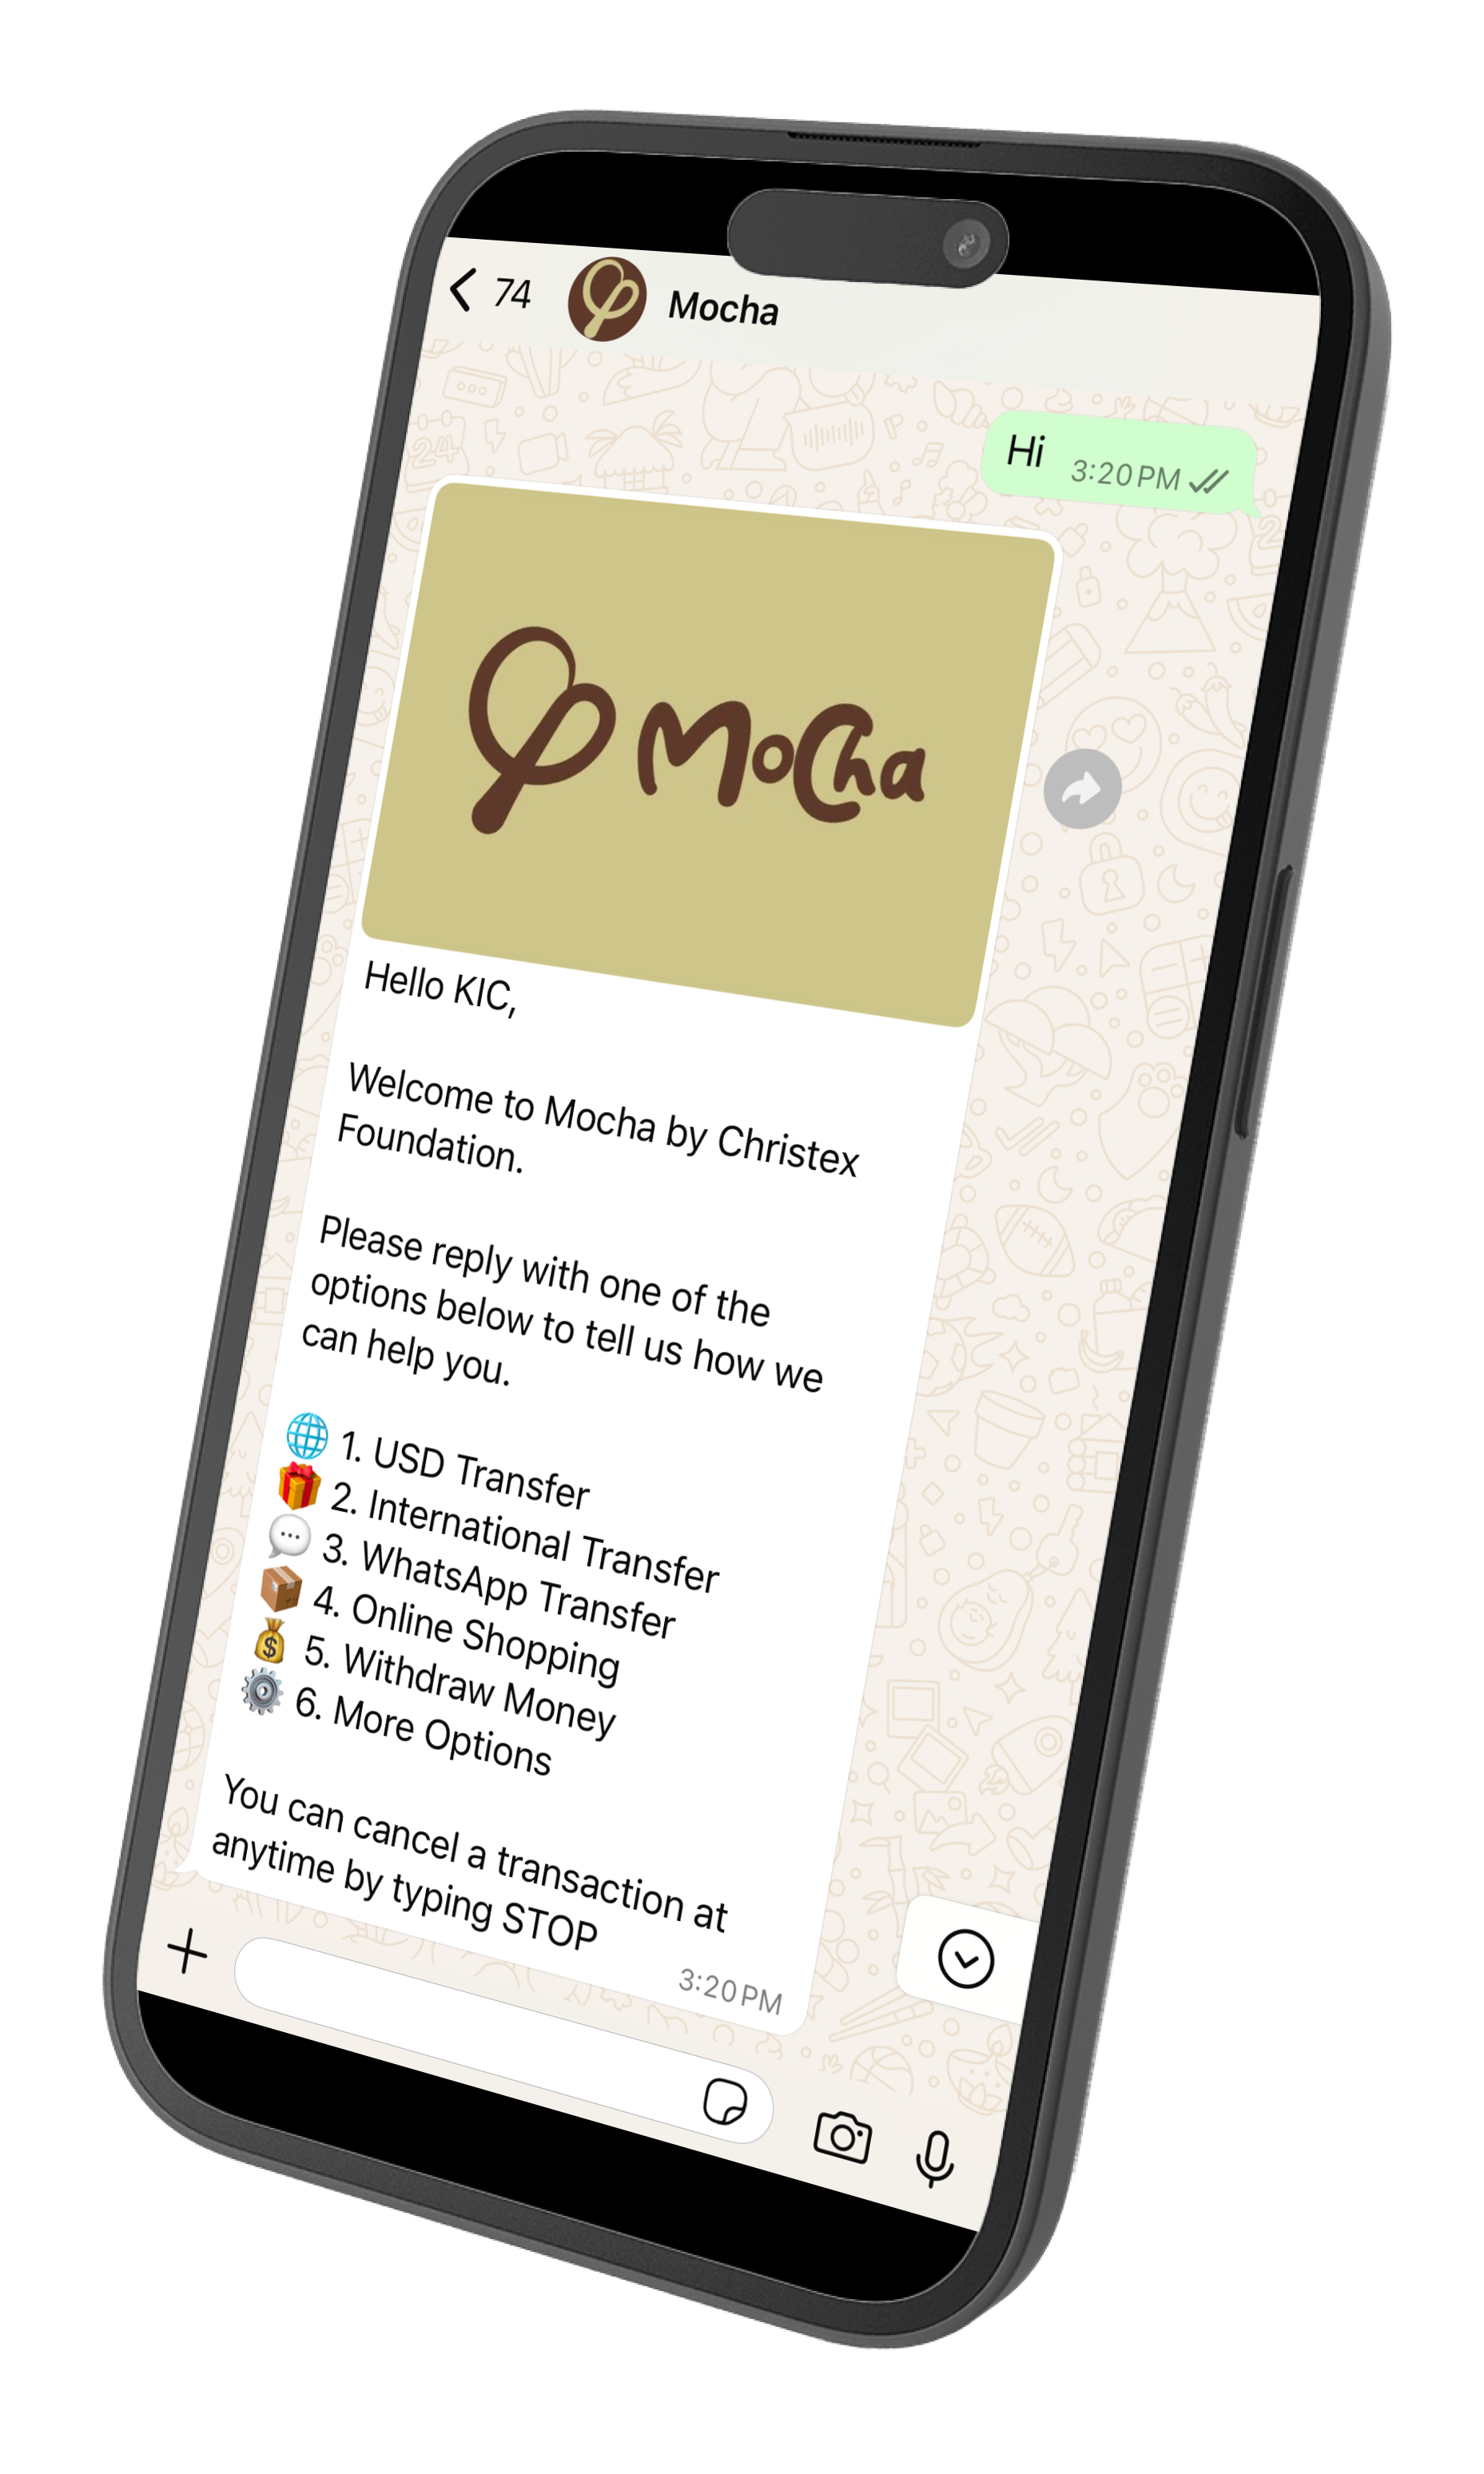 74
Mocha
Hi
3:20 PM
MoCha
Hello KIC,
Welcome to Mocha by Christex
Foundation.
Please reply with one of the
options below to tell us how we
can help you.
1. USD Transfer
2. International Transfer
3. WhatsApp Transfer
4. Online Shopping
5. Withdraw Money
6. More Options
You can cancel a transaction at
anytime by typing STOP
3:20 PM